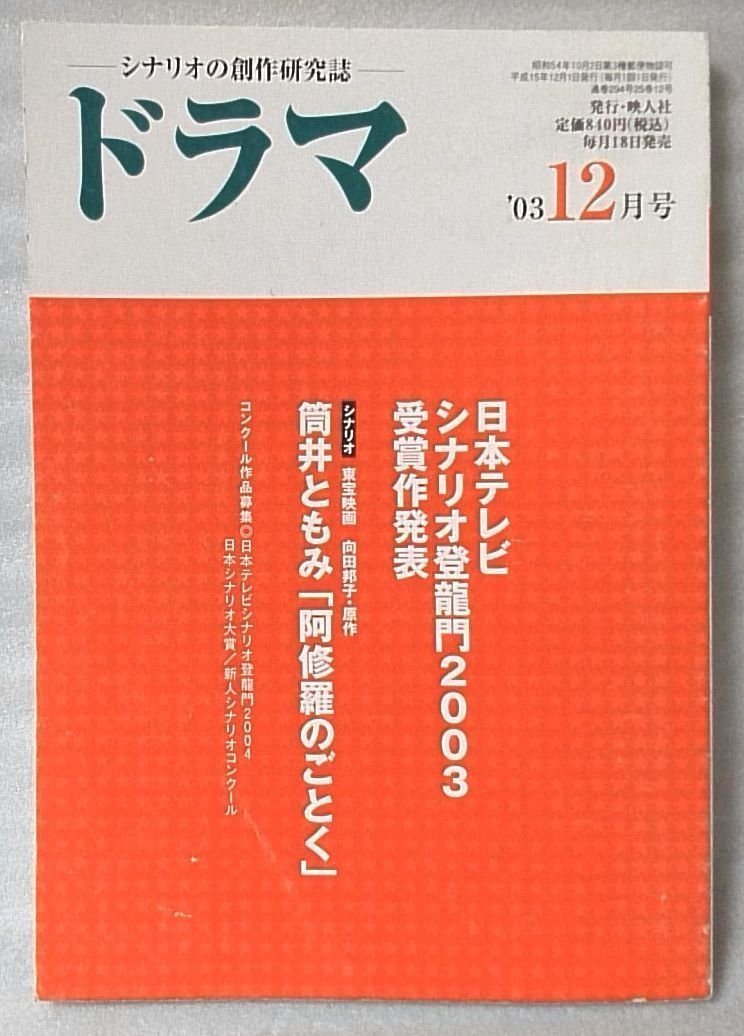 シナリオの創作研究誌
ドラマ
昭和54年10月2日第3種郵便物認可
平成15年12月1日発行(毎月1回1日発行)
通巻294号25巻12号
発行・映人社
定価840円(税込)
毎月18日発売
'03 12月号
日本テレビ
シナリオ登龍門2003
受賞作発表
シナリオ 東宝映画 向田邦子・原作
筒井ともみ「阿修羅のごとく」
コンクール作品募集◎日本テレビシナリオ登龍門2004
日本シナリオ大賞/新人シナリオコンクール